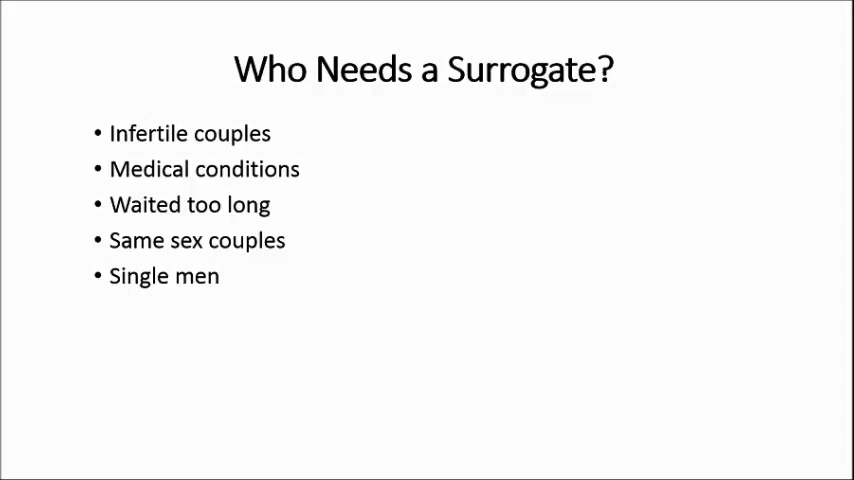 Who Needs a Surrogate?
• Infertile couples
• Medical conditions
• Waited too long
• Same sex couples
• Single men